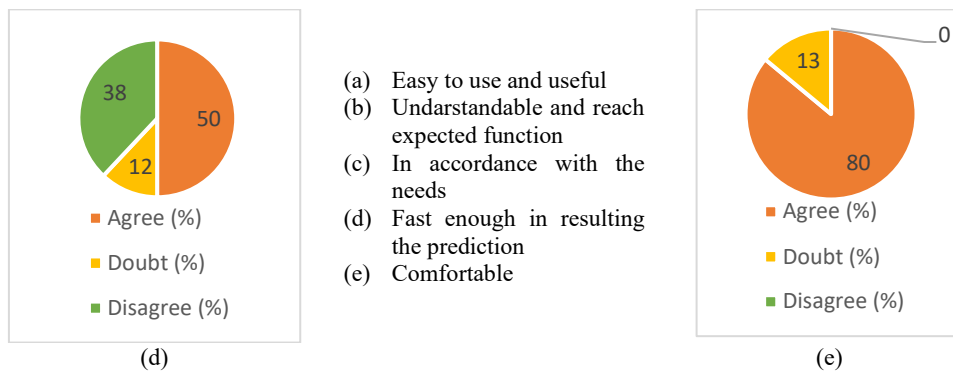 38
50
12
Agree (%)
Doubt (%)
Disagree (%)
(d)
(a) Easy to use and useful
(b) Undarstandable and reach
expected function
(c) In accordance with the
needs
(d) Fast enough in resulting
the prediction
(e) Comfortable
0
13
80
Agree (%)
Doubt (%)
Disagree (%)
(e)